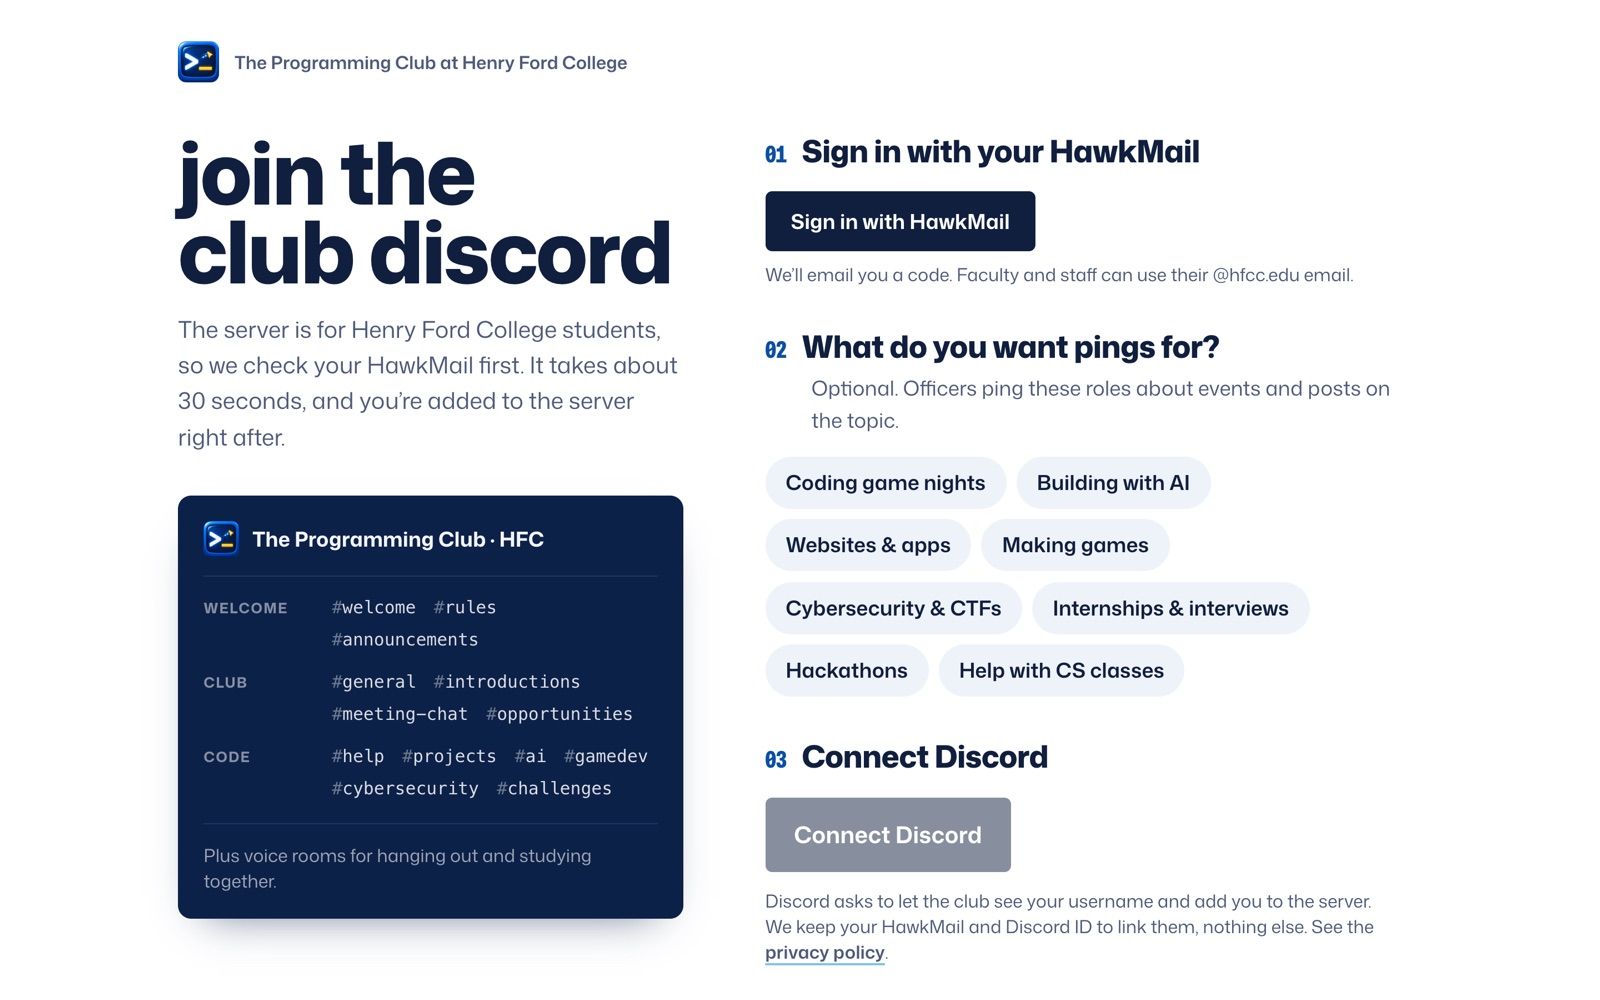 The Programming Club at Henry Ford College
join the
club discord
The server is for Henry Ford College students,
so we check your HawkMail first. It takes about
30 seconds, and you’re added to the server
right after.
The Programming Club · HFC
WELCOME #welcome #rules
#announcements
CLUB #general #introductions
#meeting-chat #opportunities
CODE #help #projects #ai #gamedev
#cybersecurity #challenges
Plus voice rooms for hanging out and studying
together.
01 Sign in with your HawkMail
Sign in with HawkMail
We’ll email you a code. Faculty and staff can use their @hfcc.edu email.
02 What do you want pings for?
Optional. Officers ping these roles about events and posts on
the topic.
Coding game nights Building with AI
Websites & apps Making games
Cybersecurity & CTFs Internships & interviews
Hackathons Help with CS classes
03 Connect Discord
Connect Discord
Discord asks to let the club see your username and add you to the server.
We keep your HawkMail and Discord ID to link them, nothing else. See the
privacy policy.